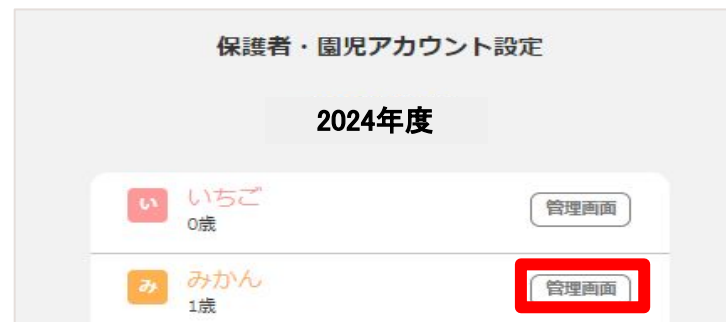 保護者・園児アカウント設定
2024年度
い いちご
0歳
管理画面
み みかん
1歳
管理画面